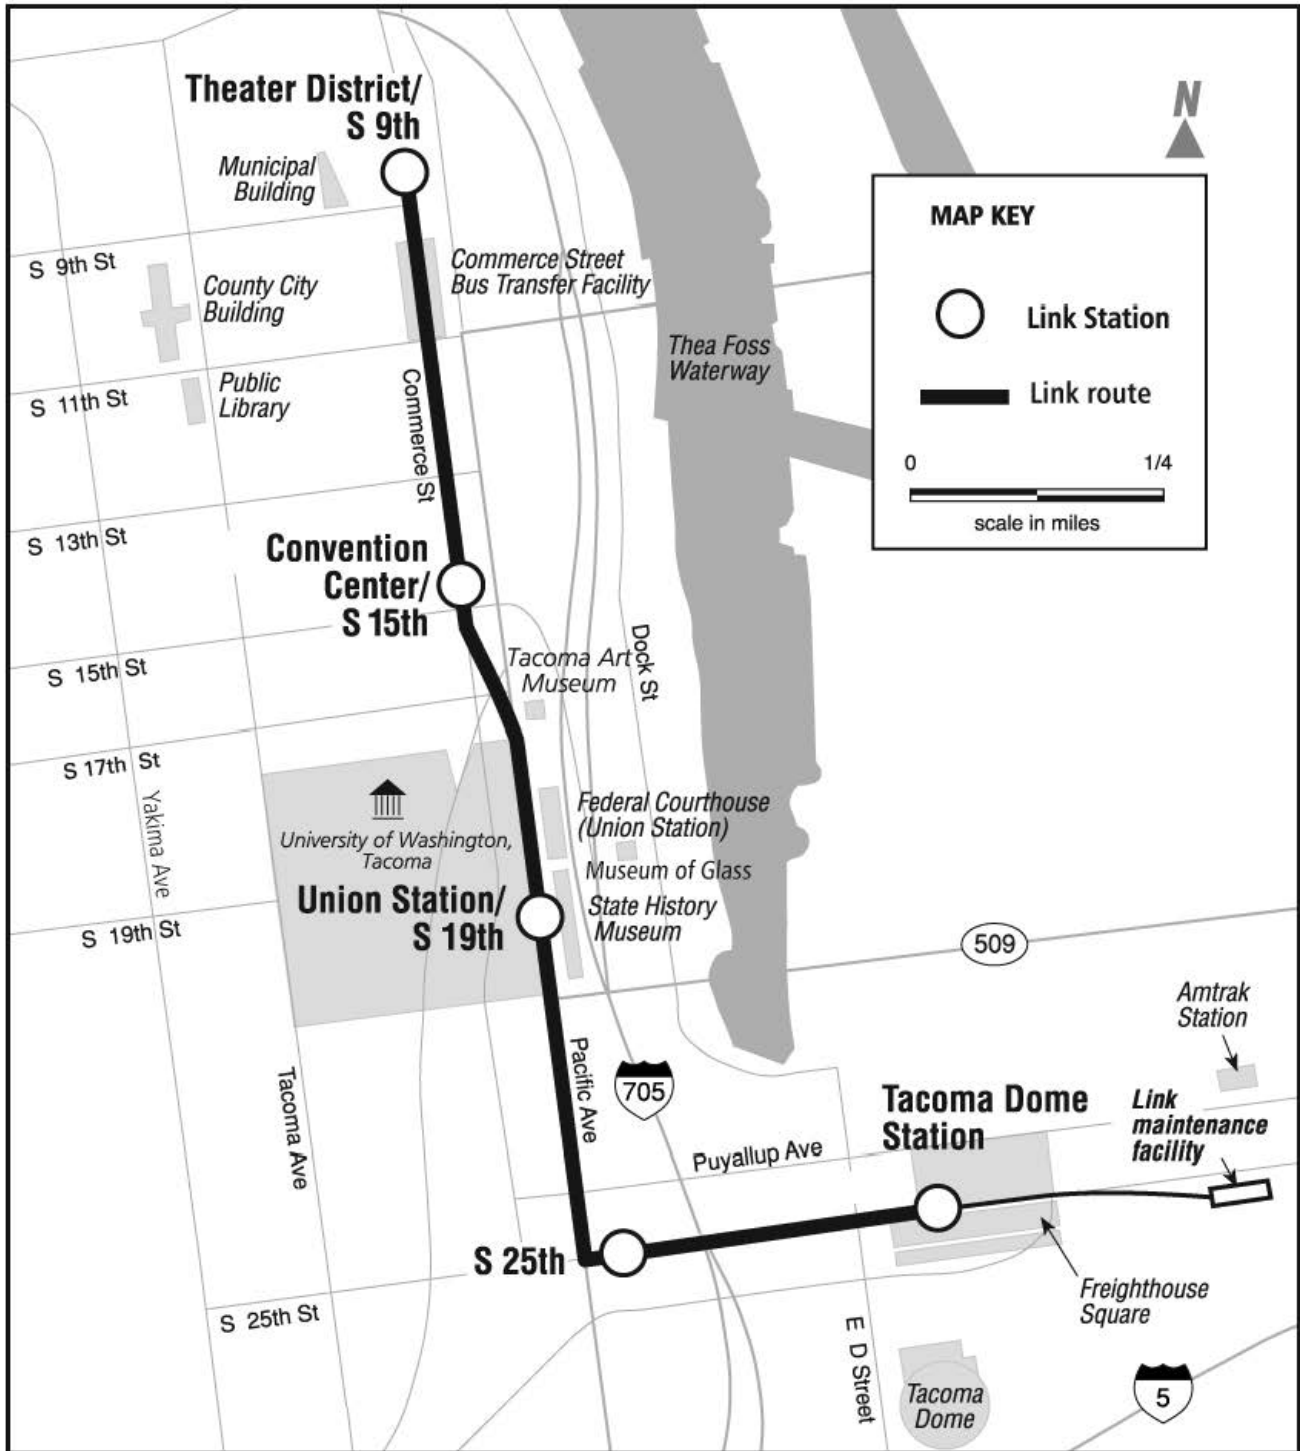 Theater District/
S 9th
N
Municipal
Building
MAP KEY
S 9th St
County City
Building
Commerce Street
Bus Transfer Facility
Link Station
Thea Foss
Waterway
S 11th St
Public
Library
Commerce St
Link route
0 1/4
scale in miles
S 13th St
Convention
Center/
S 15th
S 15th St
Tacoma Art
Museum
Dock St
S 17th St
Yakima Ave
University of Washington,
Tacoma
Federal Courthouse
(Union Station)
Museum of Glass
Union Station/
S 19th
State History
Museum
S 19th St
509
Amtrak
Station
Tacoma Ave
Pacific Ave
705
Tacoma Dome
Station
Link
maintenance
facility
Puyallup Ave
S 25th
S 25th St
Freighthouse
Square
E D Street
Tacoma
Dome
5